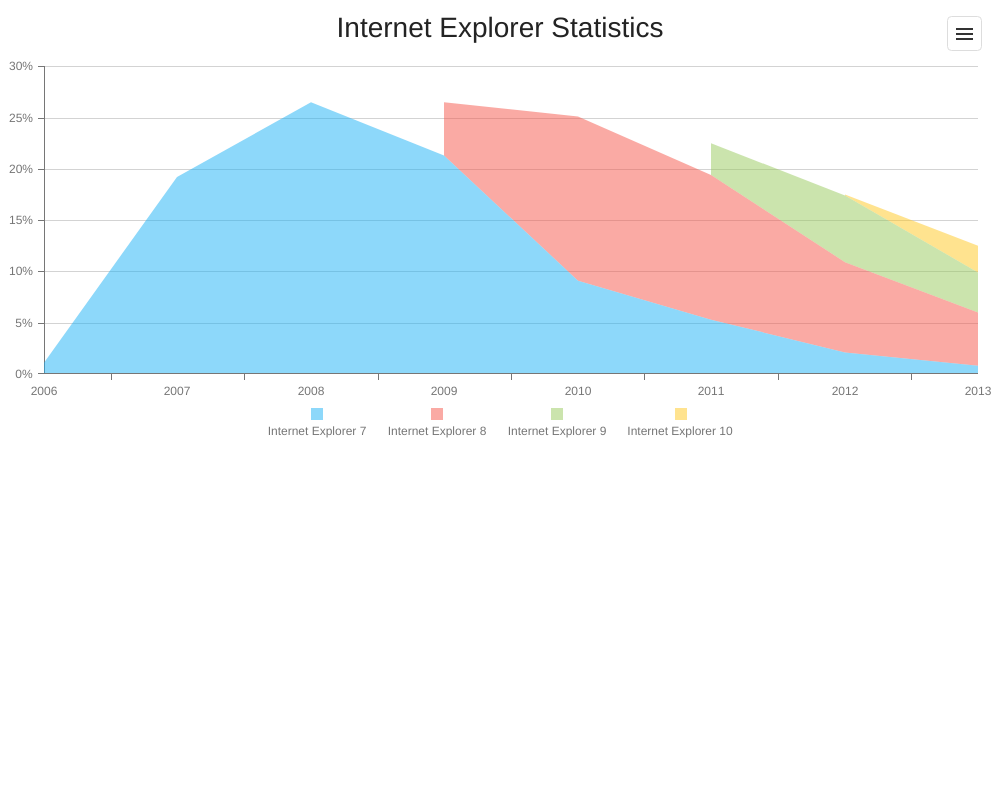 Internet Explorer Statistics
30%
25%
20%
15%
10%
5%
0%
2006 2007 2008 2009 2010 2011 2012 2013
Internet Explorer 7 Internet Explorer 8 Internet Explorer 9 Internet Explorer 10